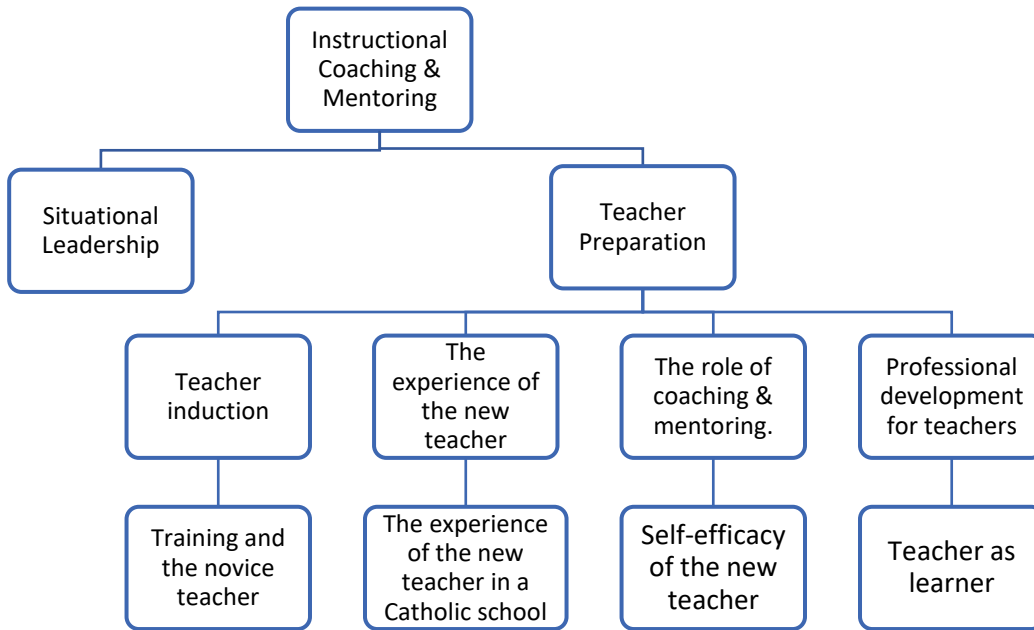 Instructional
Coaching &
Mentoring
Situational
Leadership
Teacher
Preparation
Teacher
induction
The
experience of
the new
teacher
The role of
coaching &
mentoring.
Professional
development
for teachers
Training and
the novice
teacher
The experience
of the new
teacher in a
Catholic school
Self-efficacy
of the new
teacher
Teacher as
learner